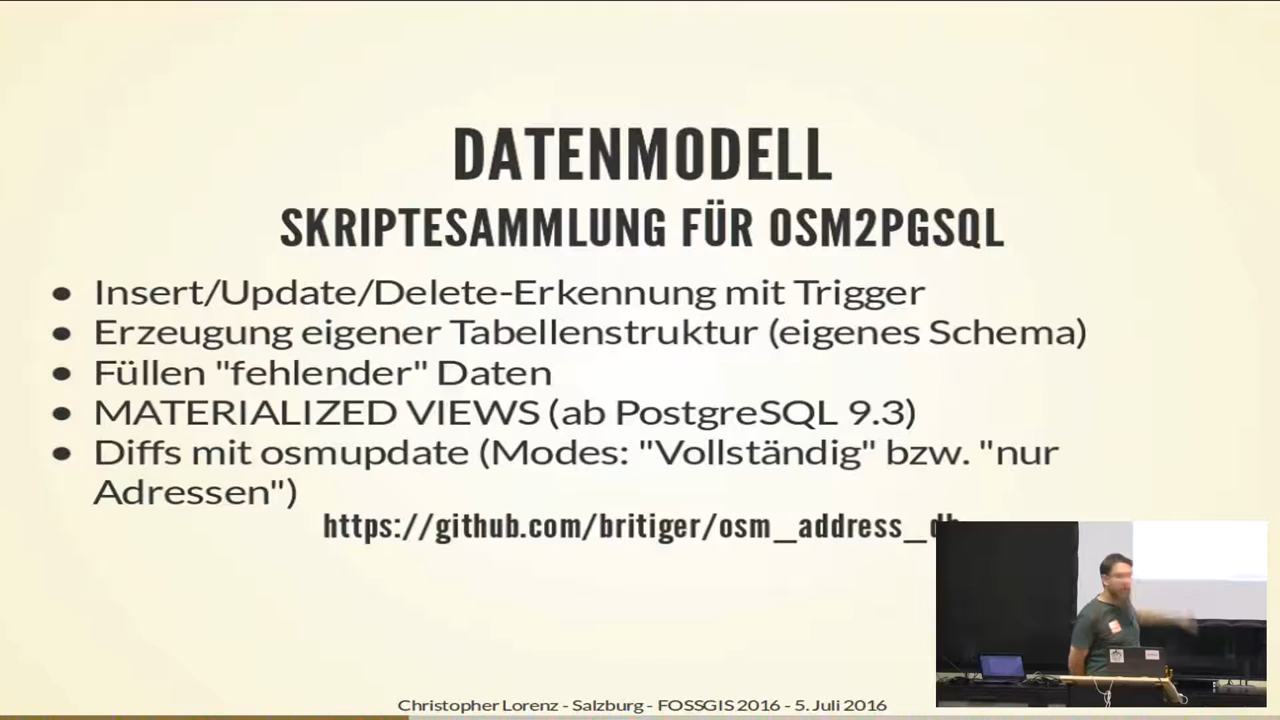 DATENMODELL
SKRIPTESAMMLUNG FÜR OSM2PGSQL
• Insert/Update/Delete-Erkennung mit Trigger
• Erzeugung eigener Tabellenstruktur (eigenes Schema)
• Füllen "fehlender" Daten
• MATERIALIZED VIEWS (ab PostgreSQL 9.3)
• Diffs mit osmupdate (Modes: "Vollständig" bzw. "nur
Adressen")
https://github.com/britiger/osm_address_db
Christopher Lorenz - Salzburg - FOSSGIS 2016 - 5. Juli 2016